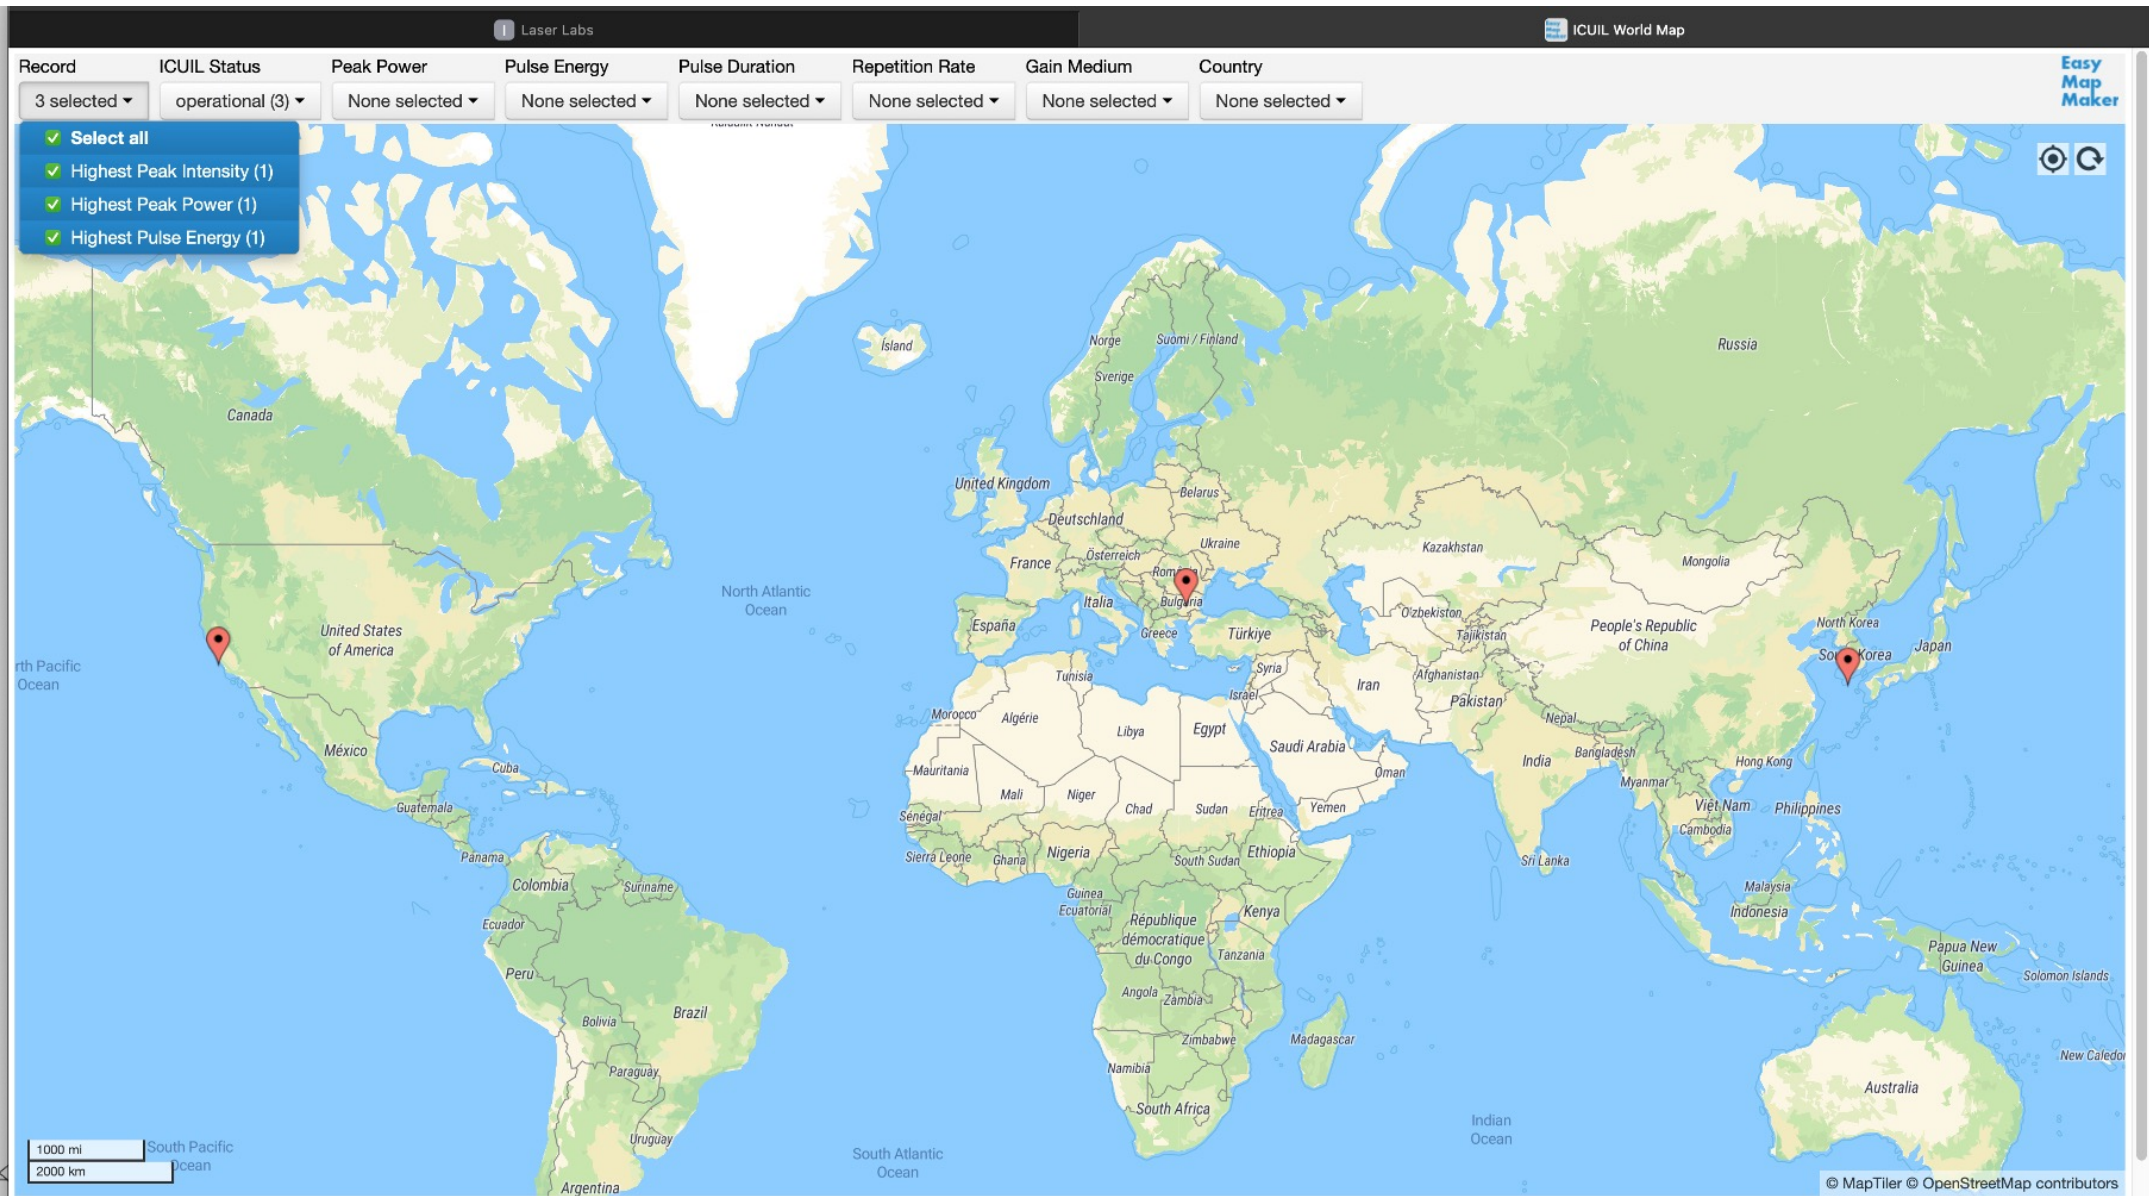 Laser Labs
ICUIL World Map
Record
ICUIL Status
Peak Power
Pulse Energy
Pulse Duration
Repetition Rate
Gain Medium
Country
3 selected
operational (3)
None selected
None selected
None selected
None selected
None selected
None selected
Easy
Map
Maker
Select all
Highest Peak Intensity (1)
Highest Peak Power (1)
Highest Pulse Energy (1)
Ísland
Norge
Suomi / Finland
Sverige
Russia
Canada
United Kingdom
Belarus
Deutschland
Ukraine
Österreich
France
Kazakhstan
Mongolia
North Atlantic
Ocean
Italia
Bulgaria
O'zbekiston
España
Greece
Türkiye
Tajikistan
People's Republic
of China
North Korea
Japan
United States
of America
rth Pacific
Ocean
Tunisia
Syria
Israel
Iran
Afghanistan
Pakistan
Morocco
Algérie
Libya
Egypt
Saudi Arabia
Nepal
Bangladesh
India
Hong Kong
México
Cuba
Mauritania
Oman
Myanmar
Mali
Niger
Chad
Sudan
Eritrea
Yemen
Việt Nam
Philippines
Guatemala
Sénégal
Cambodia
Panama
Sierra Leone
Ghana
Nigeria
South Sudan
Ethiopia
Sri Lanka
Colombia
Suriname
Malaysia
Guinea
Ecuatorial
Indonesia
Ecuador
République
démocratique
du Congo
Kenya
Tanzania
Papua New
Guinea
Solomon Islands
Peru
Brazil
Angola
Zambia
Bolivia
Zimbabwe
Madagascar
New Caledon
Paraguay
Namibia
Australia
South Africa
Indian
Ocean
Uruguay
South Pacific
Ocean
South Atlantic
Ocean
Argentina
1000 mi
2000 km
© MapTiler © OpenStreetMap contributors